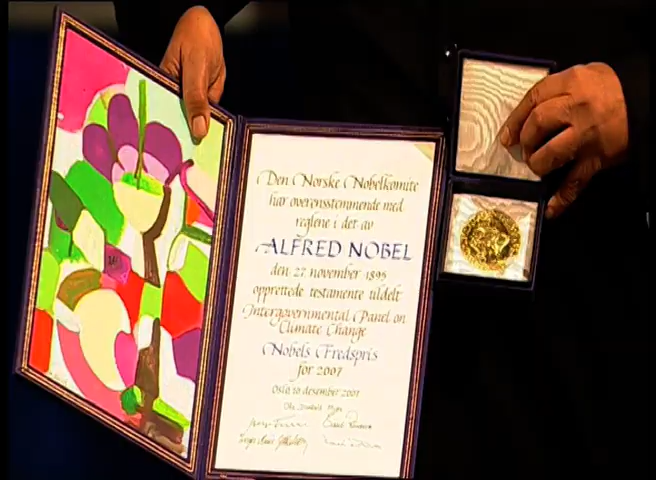 Den Norske Nobelkomite
har overensstemmende med
reglene i det av
ALFRED NOBEL
den 27. november 1895
opprettede testamente tildelt
Intergovernmental Panel on
Climate Change
Nobels Fredspris
for 2007
Oslo, 10. desember 2007